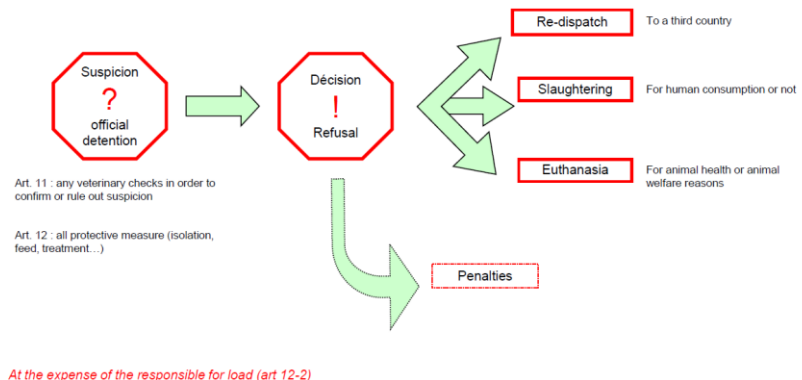 Suspicion
?
official
detention
Décision
!
Refusal
Re-dispatch
To a third country
Slaughtering
For human consumption or not
Euthanasia
For animal health or animal
welfare reasons
Art. 11 : any veterinary checks in order to
confirm or rule out suspicion
Art. 12 : all protective measure (isolation,
feed, treatment…)
Penalties
At the expense of the responsible for load (art 12-2)